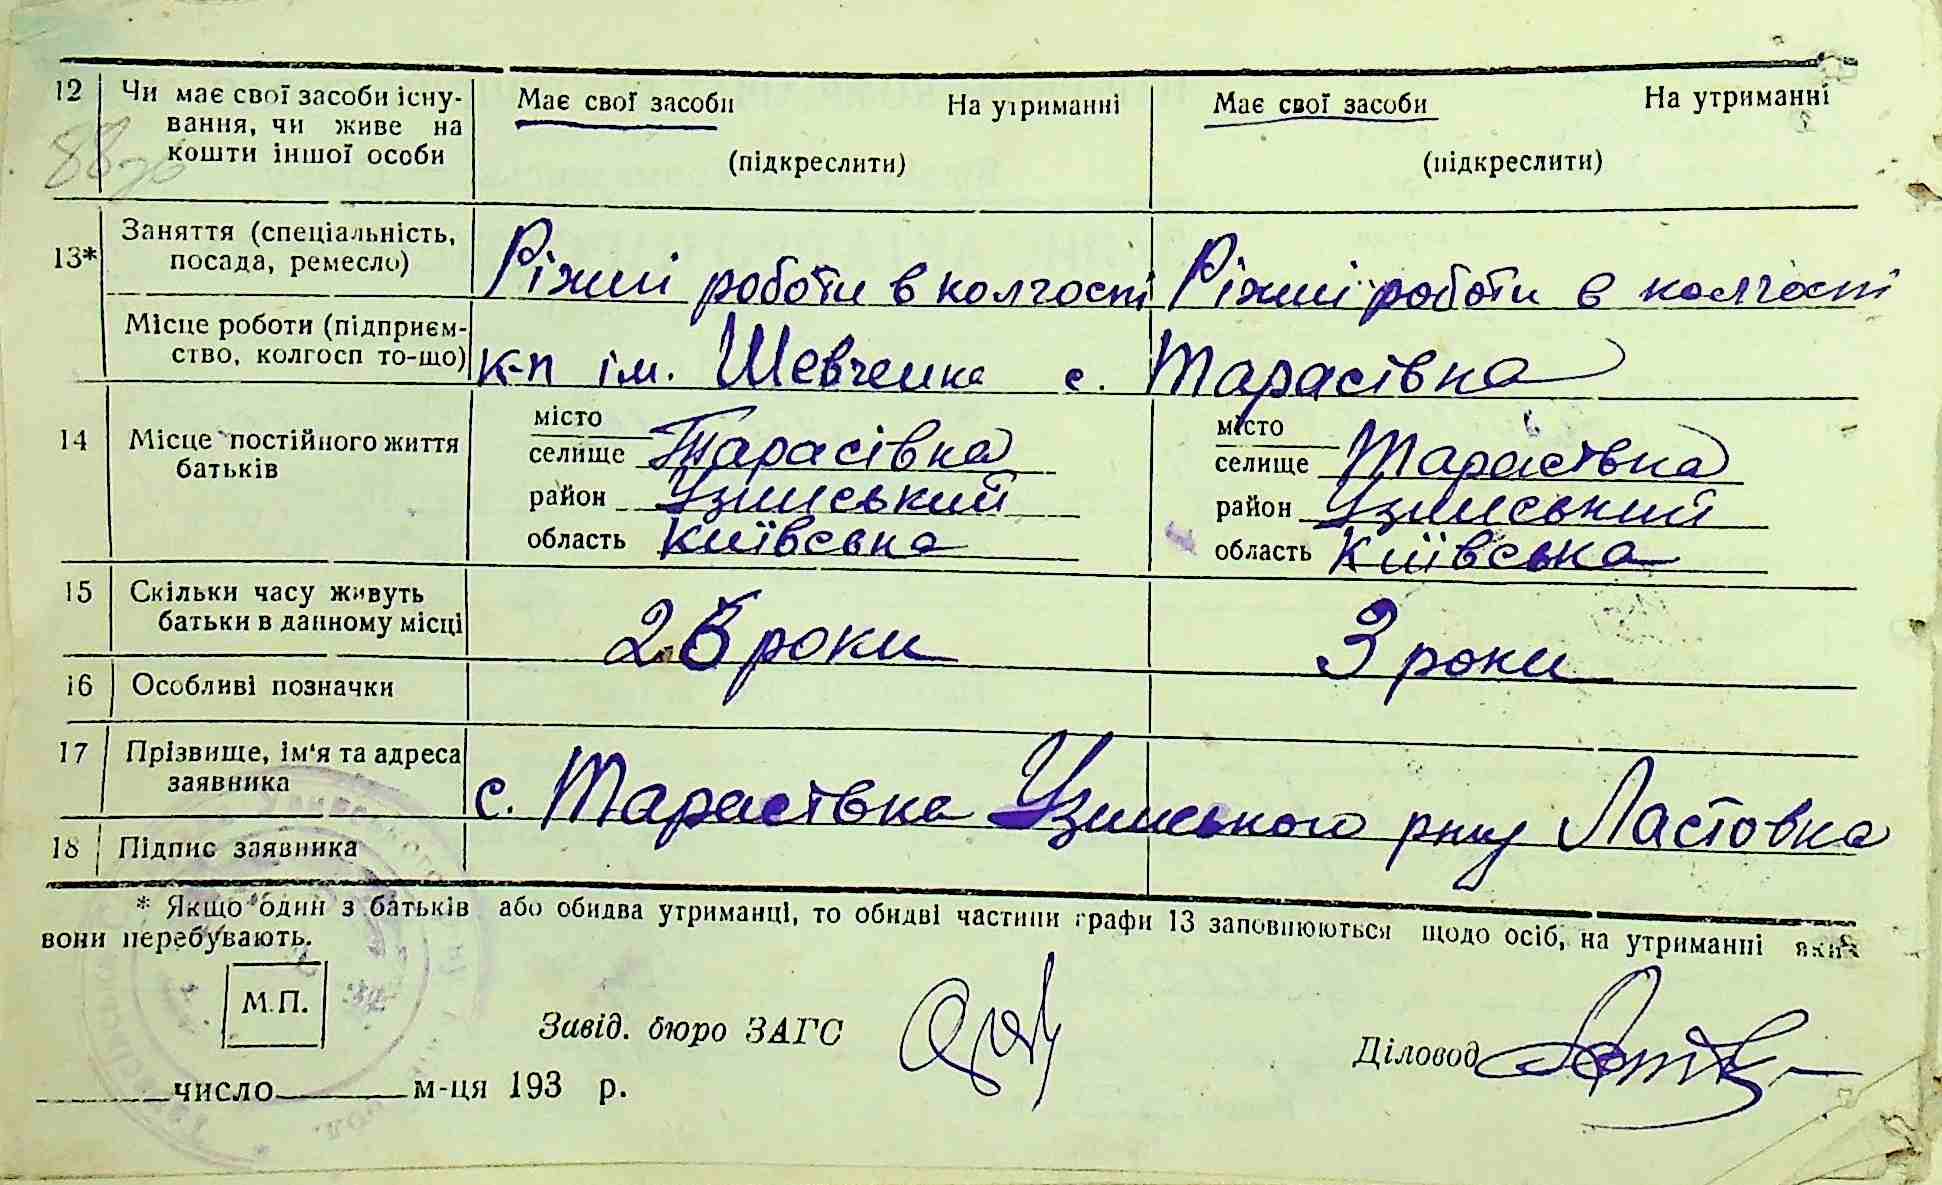 12 Чи має свої засоби існу- Має свої засоби На утриманні Має свої засоби На утриманні
вання, чи живе на
кошти іншої особи (підкреслити) (підкреслити)
13* Заняття (спеціальність,
посада, ремесло) Ріжні роботи в колгоспі Ріжні роботи в колгоспі
Місце роботи (підприєм-
ство, колгосп то-що) к-п ім. Шевченка с. Тарасівка
14 Місце постійного життя
батьків
місто
селище Тарасівка
район Узинський
область Київська
місто
селище Тарасівка
район Узинський
область Київська
15 Скільки часу живуть
батьки в данному місці роки 3 роки
16 Особливі позначки
17 Прізвище, ім'я та адреса
заявника с. Тарасівка Узинського рну Ластовка
18 Підпис заявника
* Якщо один з батьків або обидва утриманці, то обидві частини графи 13 заповнюються щодо осіб, на утриманні яких
вони перебувають.
М.П.
Завід. бюро ЗАГС
Діловод
число м-ця 193 р.